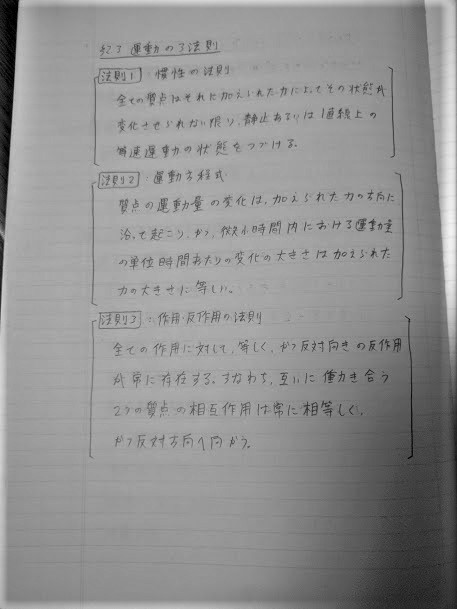 紀3 運動の3法則
法則1:慣性の法則
全ての質点はそれに加えられた力によってその状態が
変化させられない限り、静止あるいは1直線上の
等速運動の状態をつづける。
法則2:運動方程式
質点の運動量の変化は、加えられた力の方向に
沿って起こり、かつ、微小時間内における運動量
の単位時間あたりの変化の大きさは加えられた
力の大きさに等しい。
法則3:作用・反作用の法則
全ての作用に対して、等しく、かつ反対向きの反作用
が常に存在する。すなわち、互いに働き合う
2つの質点の相互作用は常に相等しく、
かつ反対方向へ向かう。